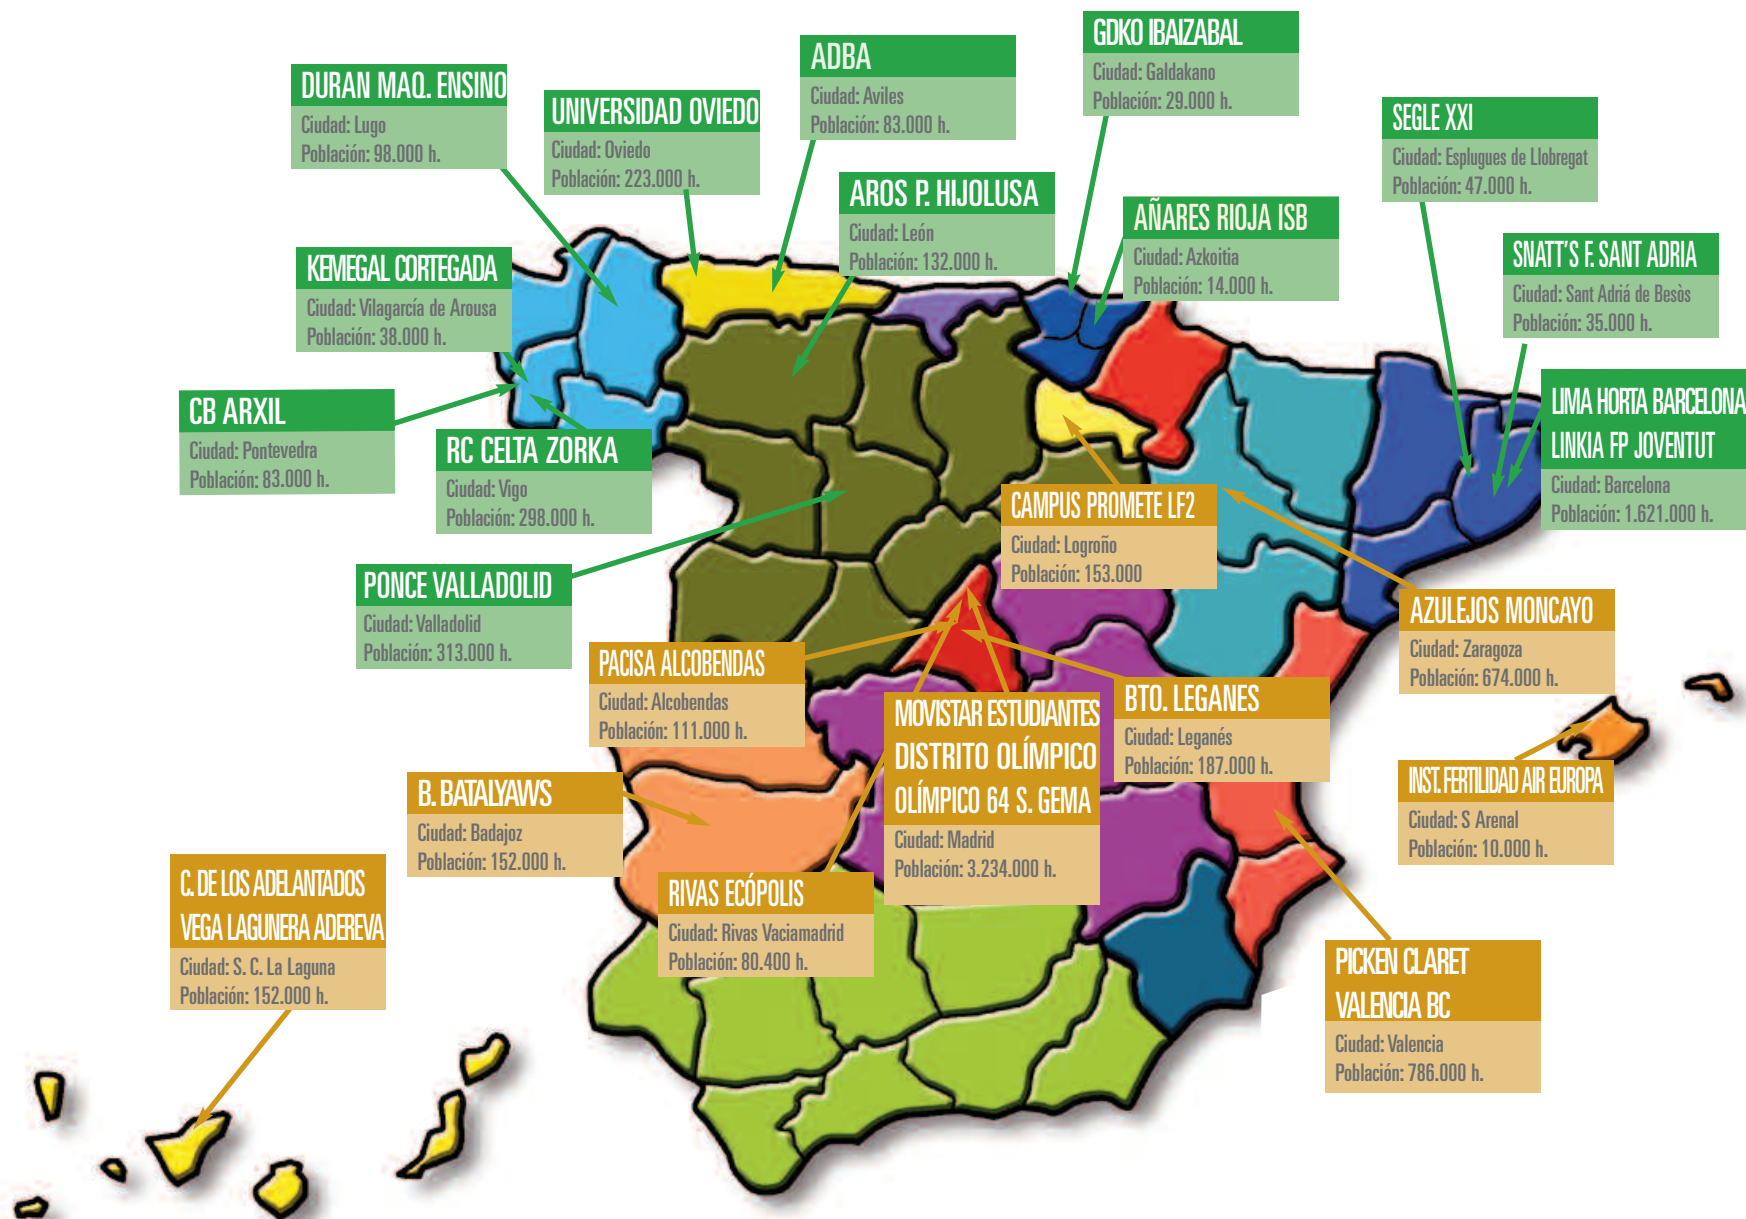 GDKO IBAIZABAL
Ciudad: Galdakano
Población: 29.000 h.
ADBA
Ciudad: Aviles
Población: 83.000 h.
DURAN MAQ. ENSINO
Ciudad: Lugo
Población: 98.000 h.
UNIVERSIDAD OVIEDO
Ciudad: Oviedo
Población: 223.000 h.
SEGLE XXI
Ciudad: Esplugues de Llobregat
Población: 47.000 h.
AROS P. HIJOLUSA
Ciudad: León
Población: 132.000 h.
AÑARES RIOJA ISB
Ciudad: Azkoitia
Población: 14.000 h.
KEMEGAL CORTEGADA
Ciudad: Vilagarcía de Arousa
Población: 38.000 h.
SNATT'S F. SANT ADRIA
Ciudad: Sant Adriá de Besòs
Población: 35.000 h.
LIMA HORTA BARCELONA
LINKIA FP JOVENTUT
Ciudad: Barcelona
Población: 1.621.000 h.
CB ARXIL
Ciudad: Pontevedra
Población: 83.000 h.
RC CELTA ZORKA
Ciudad: Vigo
Población: 298.000 h.
CAMPUS PROMETE LF2
Ciudad: Logroño
Población: 153.000
PONCE VALLADOLID
Ciudad: Valladolid
Población: 313.000 h.
AZULEJOS MONCAYO
Ciudad: Zaragoza
Población: 674.000 h.
PACISA ALCOBENDAS
Ciudad: Alcobendas
Población: 111.000 h.
MOVISTAR ESTUDIANTES
DISTRITO OLÍMPICO
OLÍMPICO 64 S. GEMA
Ciudad: Madrid
Población: 3.234.000 h.
BTO. LEGANES
Ciudad: Leganés
Población: 187.000 h.
INST. FERTILIDAD AIR EUROPA
Ciudad: S Arenal
Población: 10.000 h.
B. BATALYAWS
Ciudad: Badajoz
Población: 152.000 h.
C. DE LOS ADELANTADOS
VEGA LAGUNERA ADEREVA
Ciudad: S. C. La Laguna
Población: 152.000 h.
RIVAS ECÓPOLIS
Ciudad: Rivas Vaciamadrid
Población: 80.400 h.
PICKEN CLARET
VALENCIA BC
Ciudad: Valencia
Población: 786.000 h.